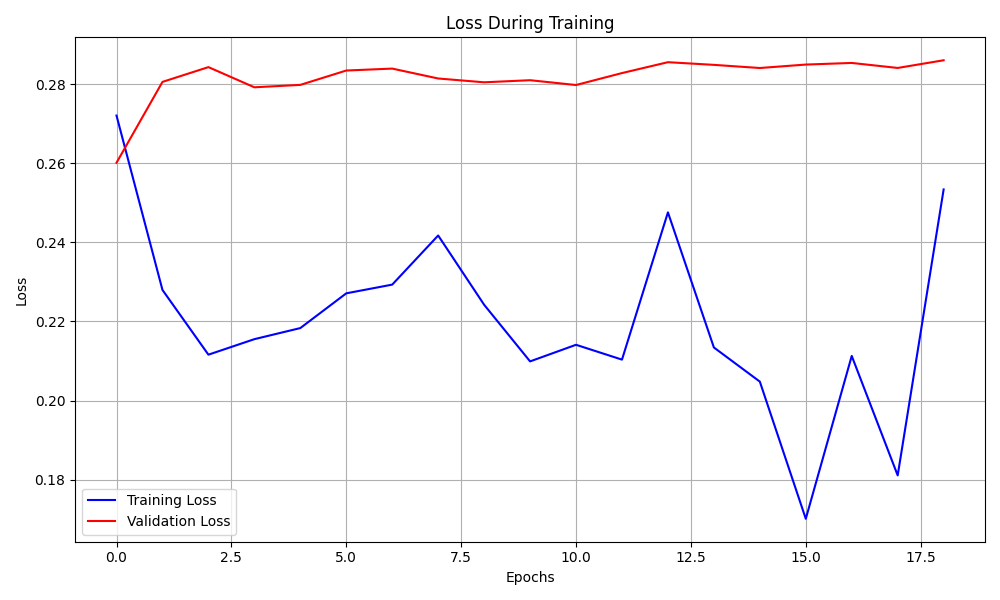 Loss During Training
0.28
0.26
0.24
0.22
0.20
0.18
Loss
Training Loss
Validation Loss
0.0 2.5 5.0 7.5 10.0 12.5 15.0 17.5
Epochs